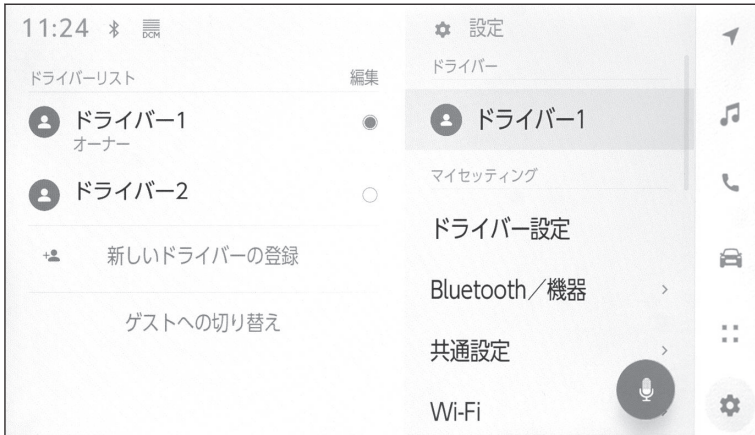 11:24
DCM
ドライバーリスト
編集
ドライバー1
オーナー
ドライバー2
新しいドライバーの登録
ゲストへの切り替え
設定
ドライバー
ドライバー1
マイセッティング
ドライバー設定
Bluetooth／機器
共通設定
Wi-Fi